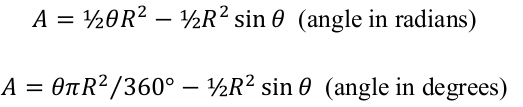 A = ½θR² − ½R² sin θ (angle in radians)
A = θπR²/360° − ½R² sin θ (angle in degrees)